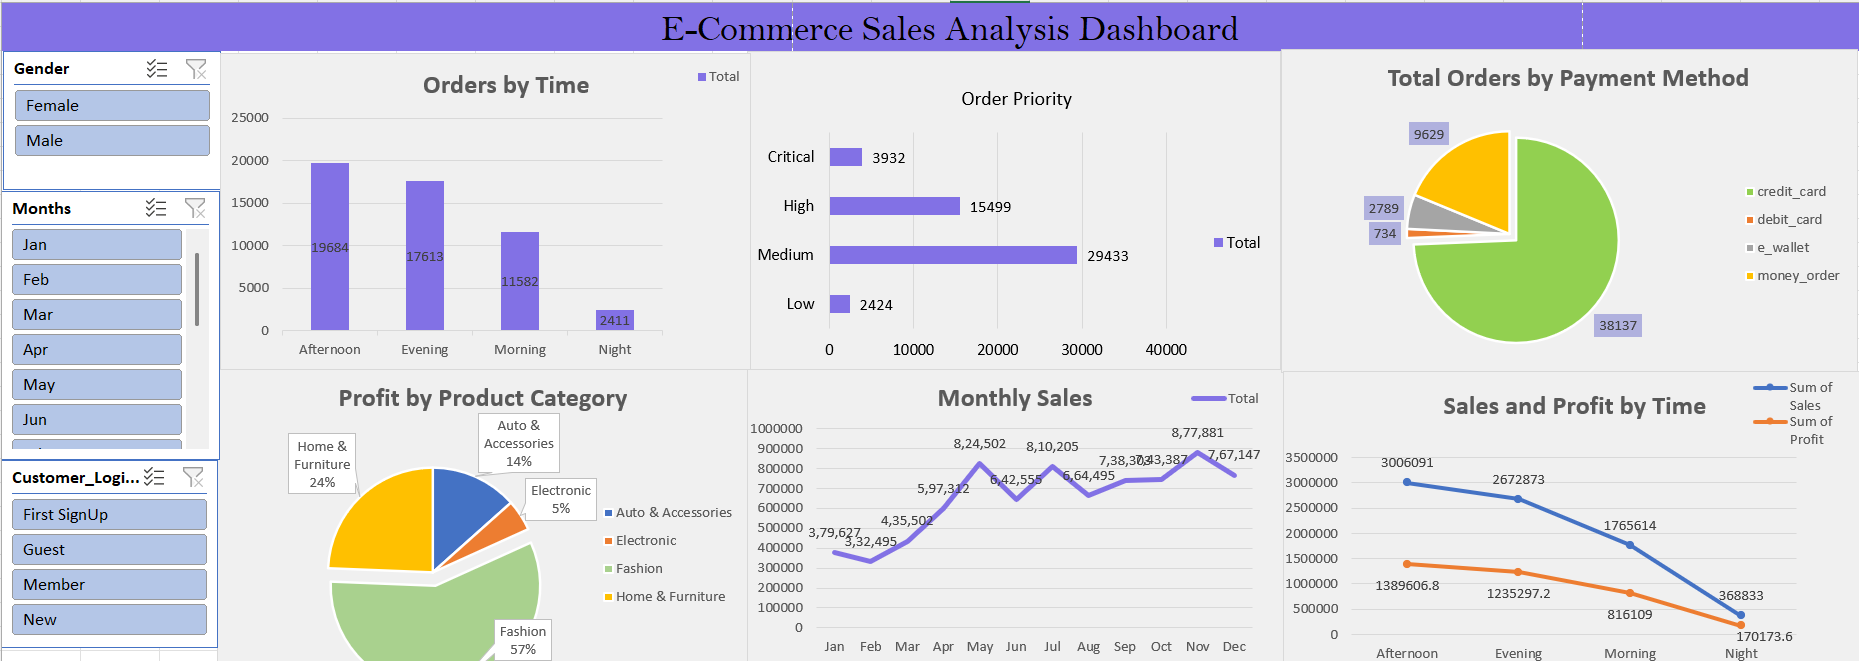 E-Commerce Sales Analysis Dashboard
Gender
Female
Male
Months
Jan
Feb
Mar
Apr
May
Jun
Customer_Logi...
First SignUp
Guest
Member
New
Orders by Time
Total
25000
20000
15000
10000
5000
0
19684
17613
11582
2411
Afternoon Evening Morning Night
Order Priority
Critical 3932
High 15499
Medium 29433
Low 2424
Total
0 10000 20000 30000 40000
Total Orders by Payment Method
9629
2789
734
38137
credit_card
debit_card
e_wallet
money_order
Profit by Product Category
Auto &
Accessories
14%
Home &
Furniture
24%
Electronic
5%
Fashion
57%
Auto & Accessories
Electronic
Fashion
Home & Furniture
Monthly Sales
Total
1000000
900000
800000
700000
600000
500000
400000
300000
200000
100000
0
3,79,627
3,32,495
4,35,502
5,97,312
8,24,502
6,42,555
8,10,205
6,64,495
7,38,303
7,43,387
8,77,881
7,67,147
Jan Feb Mar Apr May Jun Jul Aug Sep Oct Nov Dec
Sales and Profit by Time
Sum of
Sales
Sum of
Profit
3500000
3000000
2500000
2000000
1500000
1000000
500000
0
3006091
2672873
1765614
368833
1389606.8
1235297.2
816109
170173.6
Afternoon Evening Morning Night